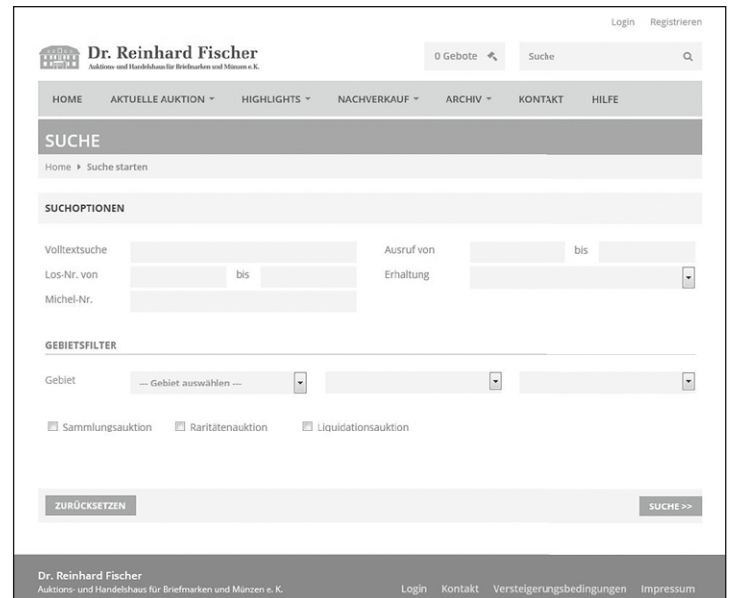 Login Registrieren
Dr. Reinhard Fischer
Auktions- und Handelshaus für Briefmarken und Münzen e. K.
0 Gebote Suche
HOME AKTUELLE AUKTION HIGHLIGHTS NACHVERKAUF ARCHIV KONTAKT HILFE
SUCHE
Home Suche starten
SUCHOPTIONEN
Volltextsuche Ausruf von bis
Los-Nr. von bis Erhaltung
Michel-Nr.
GEBIETSFILTER
Gebiet --- Gebiet auswählen ---
Sammlungsauktion Raritätenauktion Liquidationsauktion
ZURÜCKSETZEN SUCHE >>
Dr. Reinhard Fischer
Auktions- und Handelshaus für Briefmarken und Münzen e. K. Login Kontakt Versteigerungsbedingungen Impressum